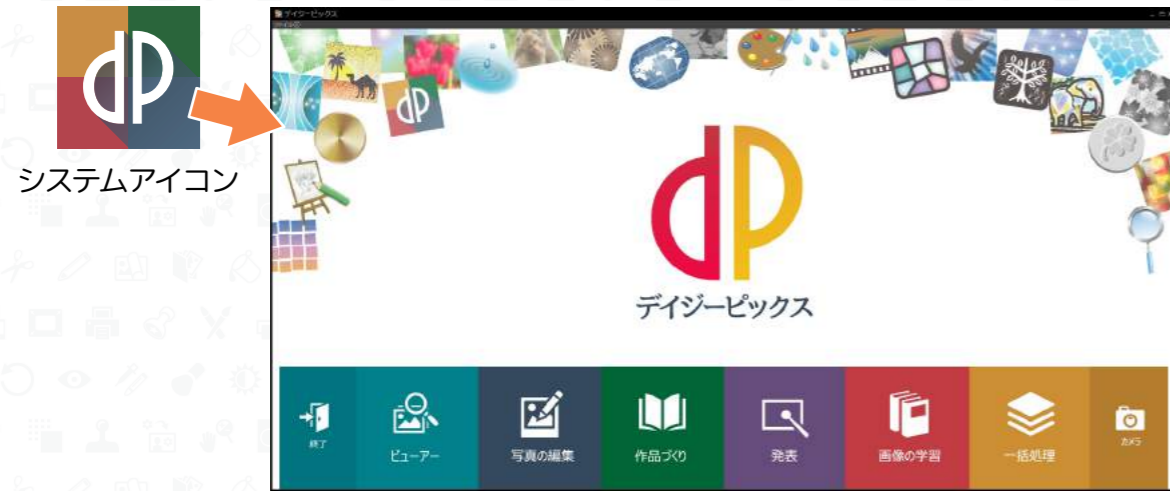 dp
システムアイコン
デイジーピックス
dp
dp
デイジーピックス
終了
ビューアー
写真の編集
作品づくり
発表
画像の学習
一括処理
カメラ